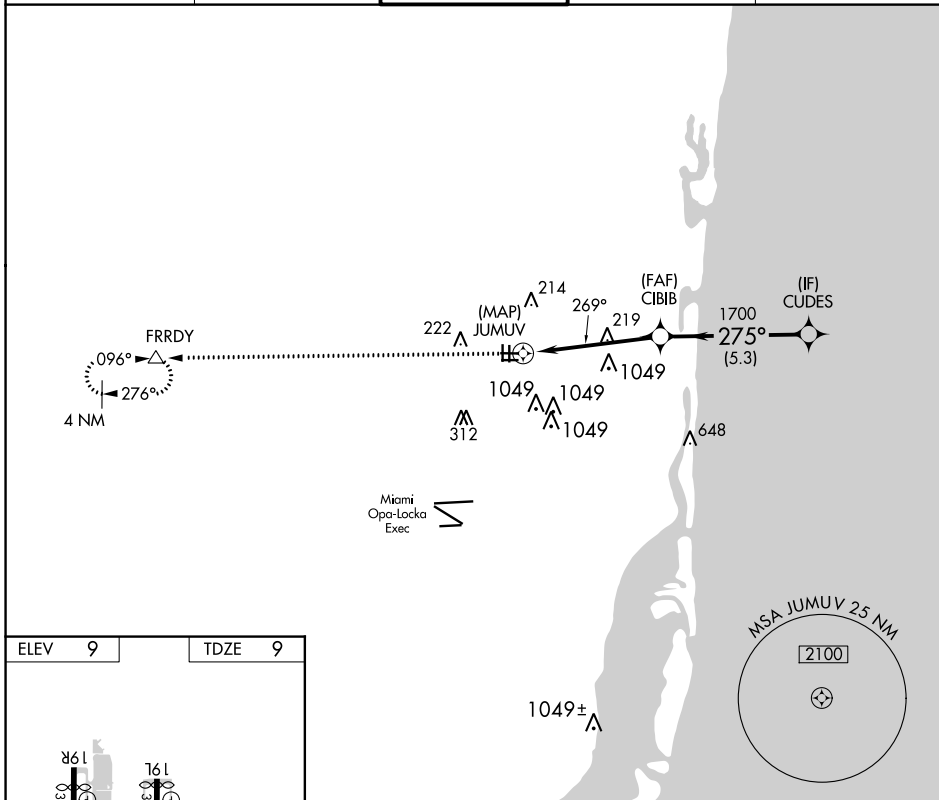 (FAF)
CIBIB
(IF)
CUDES
214
(MAP)
JUMUV
269°
219
1700
275°
(5.3)
222
FRRDY
096°
276°
4 NM
1049
1049
1049
1049
312
648
Miami
Opa-Locka
Exec
MSA JUMUV 25 NM
2100
ELEV 9
TDZE 9
1049±
19R
19L
3
3